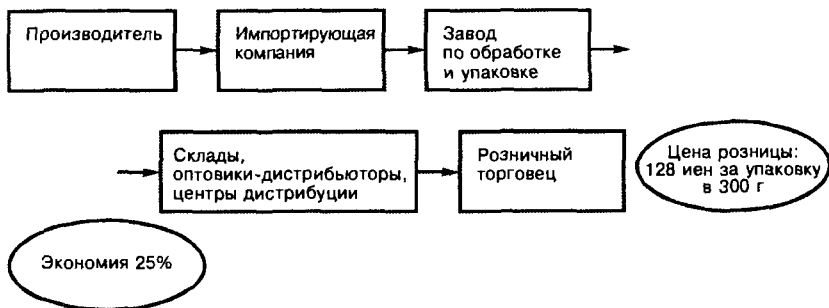 Производитель
Импортирующая
компания
Завод
по обработке
и упаковке
Склады,
оптовики-дистрибьюторы,
центры дистрибуции
Розничный
торговец
Цена розницы:
128 иен за упаковку
в 300 г
Экономия 25%